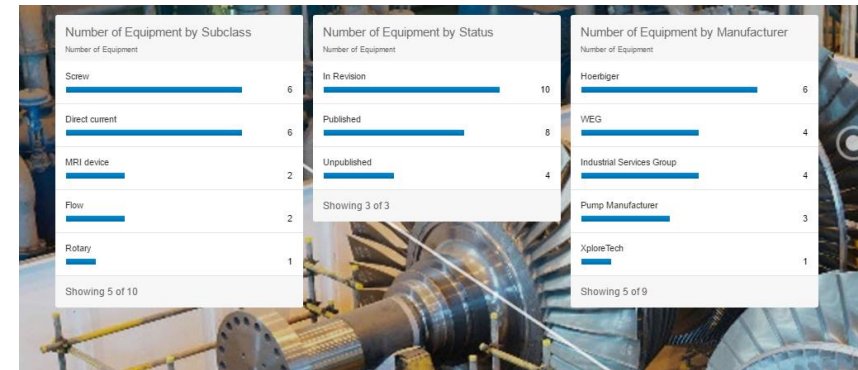 Number of Equipment by Subclass
Number of Equipment
Screw
6
Direct current
6
MRI device
2
Flow
2
Rotary
1
Showing 5 of 10
Number of Equipment by Status
Number of Equipment
In Revision
10
Published
8
Unpublished
4
Showing 3 of 3
Number of Equipment by Manufacturer
Number of Equipment
Hoerbiger
6
WEG
4
Industrial Services Group
4
Pump Manufacturer
3
XploreTech
1
Showing 5 of 9